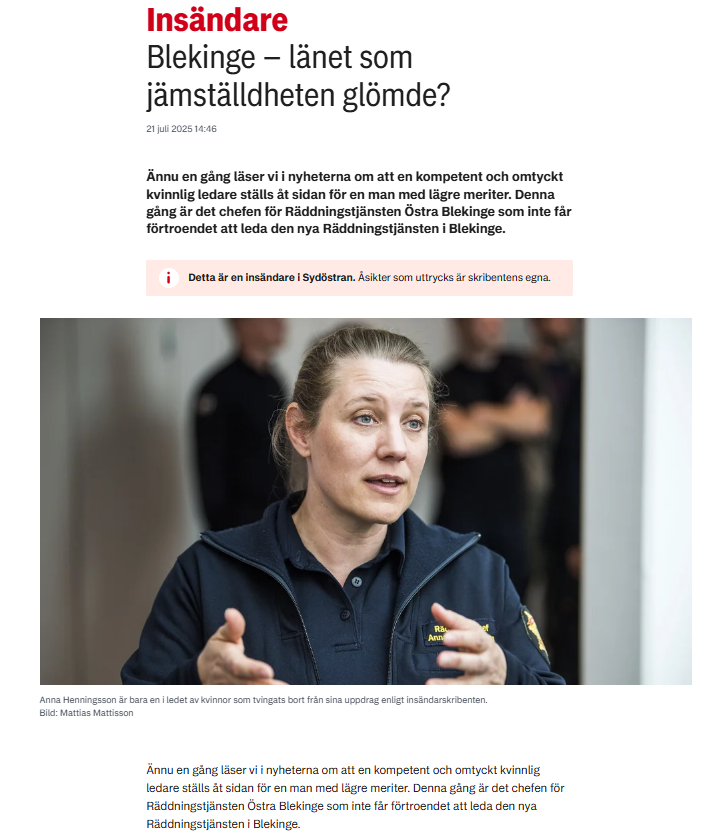 Insändare
Blekinge – länet som
jämställdheten glömde?
21 juli 2025 14:46
Ännu en gång läser vi i nyheterna om att en kompetent och omtyckt
kvinnlig ledare ställs åt sidan för en man med lägre meriter. Denna
gång är det chefen för Räddningstjänsten Östra Blekinge som inte får
förtroendet att leda den nya Räddningstjänsten i Blekinge.
Detta är en insändare i Sydöstran. Åsikter som uttrycks är skribentens egna.
Anna Henningsson är bara en i ledet av kvinnor som tvingats bort från sina uppdrag enligt insändarskribenten.
Bild: Mattias Mattisson
Ännu en gång läser vi i nyheterna om att en kompetent och omtyckt kvinnlig
ledare ställs åt sidan för en man med lägre meriter. Denna gång är det chefen för
Räddningstjänsten Östra Blekinge som inte får förtroendet att leda den nya
Räddningstjänsten i Blekinge.